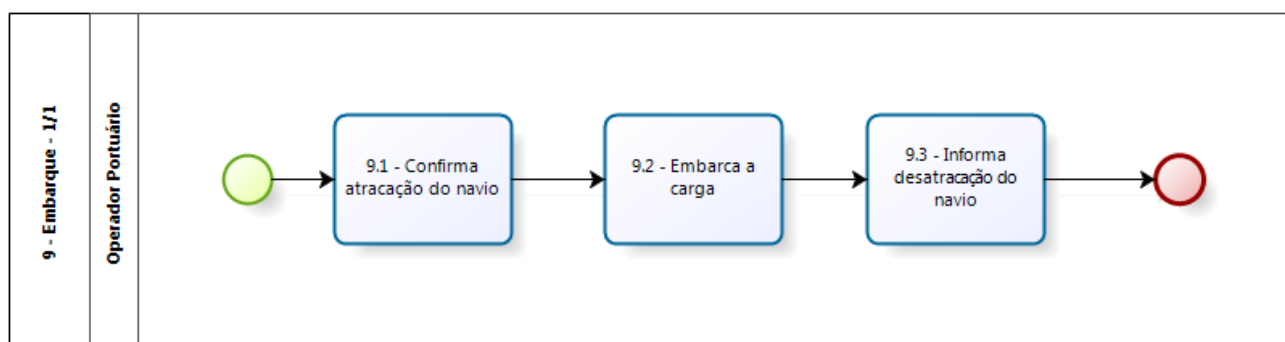 9 - Embarque - 1/1
Operador Portuário
9.1 - Confirma
atracação do navio
9.2 - Embarca a
carga
9.3 - Informa
desatracação do
navio